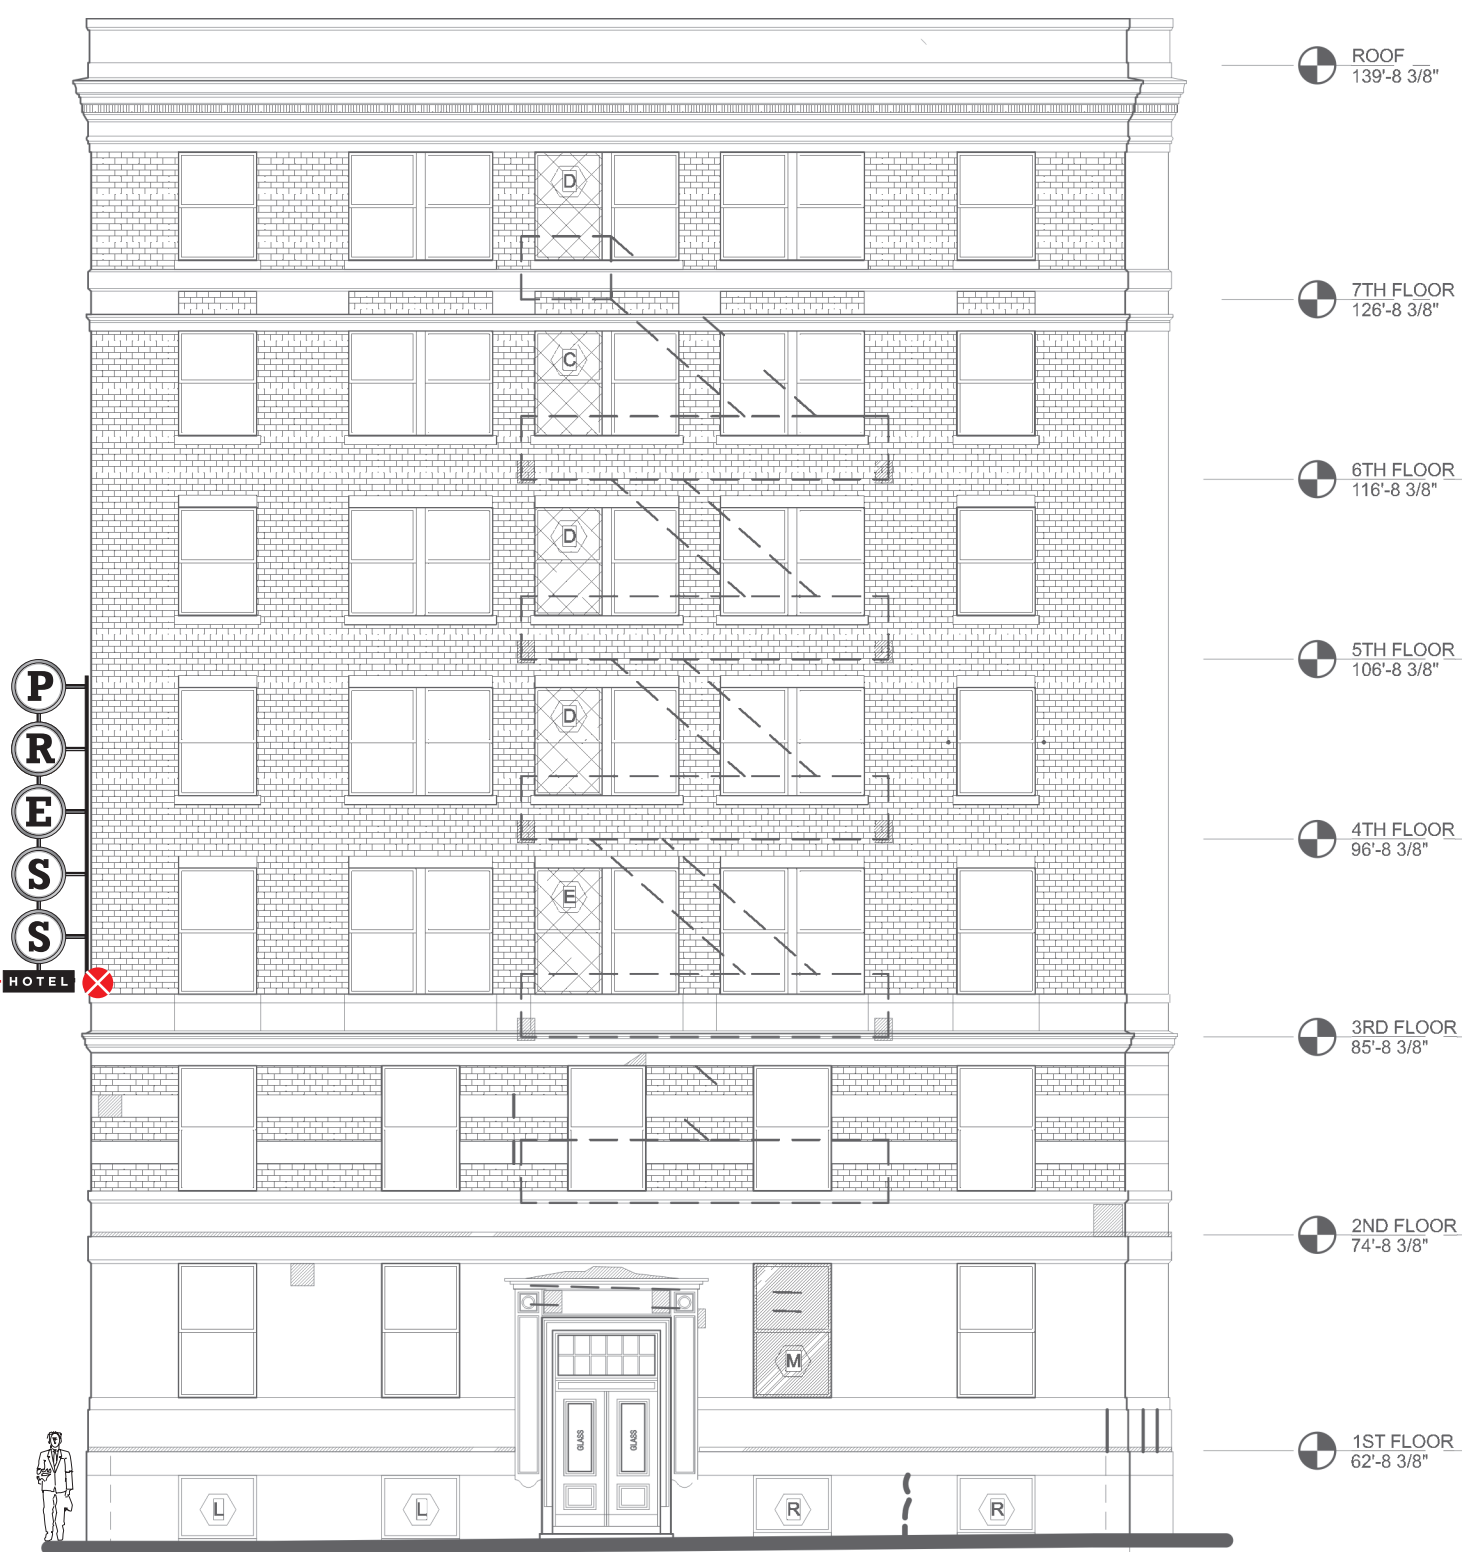 ROOF
139'-8 3/8"
D
7TH FLOOR
126'-8 3/8"
C
6TH FLOOR
116'-8 3/8"
D
5TH FLOOR
106'-8 3/8"
P
R
E
S
S
HOTEL
D
4TH FLOOR
96'-8 3/8"
E
3RD FLOOR
85'-8 3/8"
2ND FLOOR
74'-8 3/8"
M
GLASS
GLASS
1ST FLOOR
62'-8 3/8"
L
L
R
R